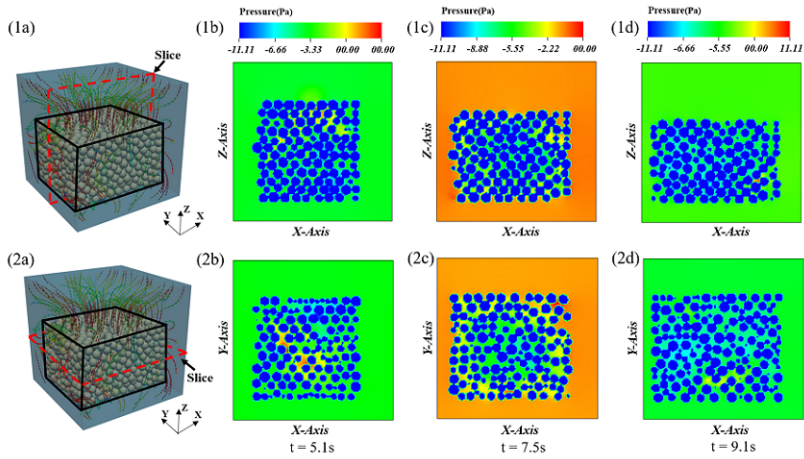 (1a)
Slice
Y Z X
(1b)
Pressure(Pa)
-11.11 -6.66 -3.33 00.00 00.00
Z-Axis
X-Axis
(1c)
Pressure(Pa)
-11.11 -8.88 -5.55 -2.22 00.00
Z-Axis
X-Axis
(1d)
Pressure(Pa)
-11.11 -6.66 -5.55 00.00 11.11
Z-Axis
X-Axis
(2a)
Slice
Y Z X
(2b)
Y-Axis
X-Axis
t = 5.1s
(2c)
Y-Axis
X-Axis
t = 7.5s
(2d)
Y-Axis
X-Axis
t = 9.1s